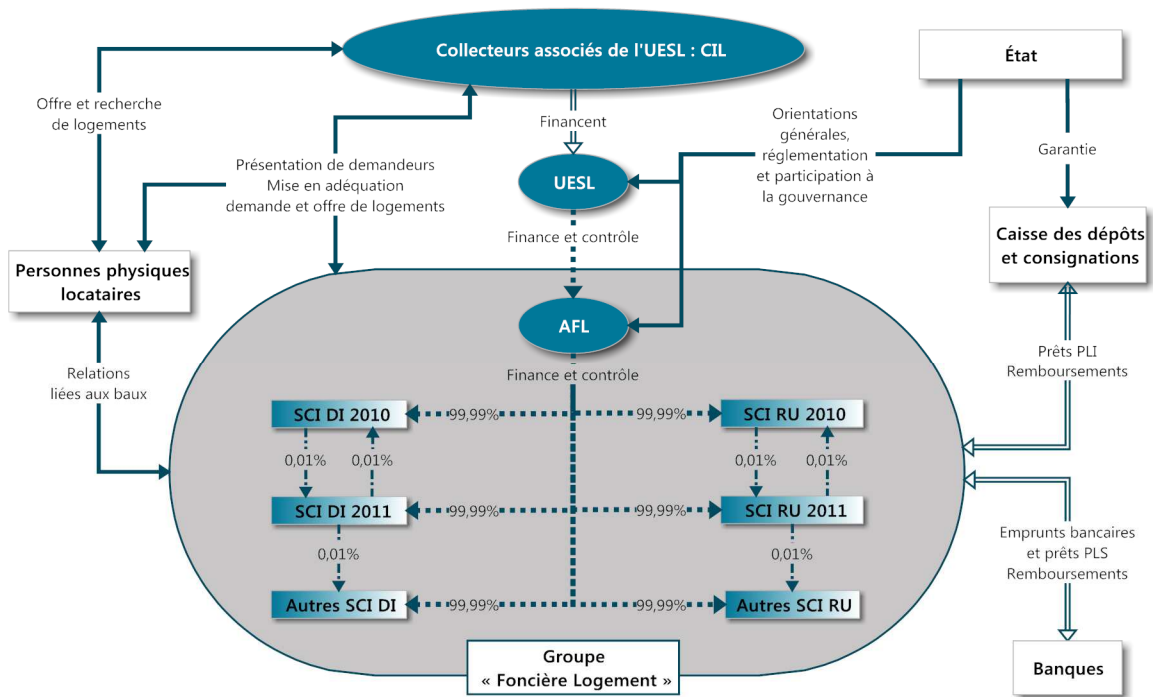 Collecteurs associés de l'UESL : CIL
État
Offre et recherche
de logements
Financent
Orientations
générales,
réglementation
et participation à
la gouvernance
Garantie
Présentation de demandeurs
Mise en adéquation
demande et offre de logements
UESL
Finance et contrôle
Personnes physiques
locataires
Caisse des dépôts
et consignations
AFL
Finance et contrôle
Relations
liées aux baux
Prêts PLI
Remboursements
SCI DI 2010
99,99%
99,99%
SCI RU 2010
0,01%
0,01%
0,01%
0,01%
SCI DI 2011
99,99%
99,99%
SCI RU 2011
0,01%
0,01%
Emprunts bancaires
et prêts PLS
Remboursements
Autres SCI DI
99,99%
99,99%
Autres SCI RU
Groupe
« Foncière Logement »
Banques